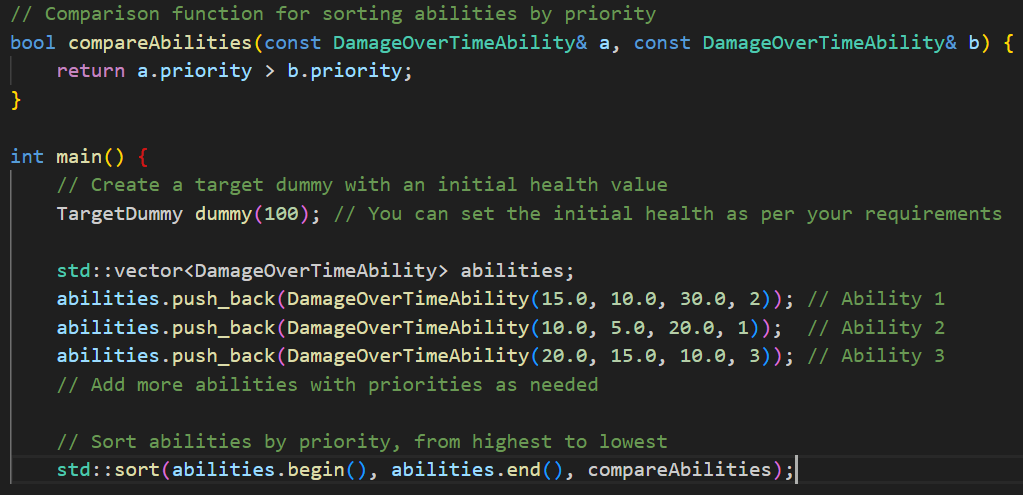 // Comparison function for sorting abilities by priority
bool compareAbilities(const DamageOverTimeAbility& a, const DamageOverTimeAbility& b) {
    return a.priority > b.priority;
}

int main() {
    // Create a target dummy with an initial health value
    TargetDummy dummy(100); // You can set the initial health as per your requirements

    std::vector<DamageOverTimeAbility> abilities;
    abilities.push_back(DamageOverTimeAbility(15.0, 10.0, 30.0, 2)); // Ability 1
    abilities.push_back(DamageOverTimeAbility(10.0, 5.0, 20.0, 1));  // Ability 2
    abilities.push_back(DamageOverTimeAbility(20.0, 15.0, 10.0, 3)); // Ability 3
    // Add more abilities with priorities as needed

    // Sort abilities by priority, from highest to lowest
    std::sort(abilities.begin(), abilities.end(), compareAbilities);